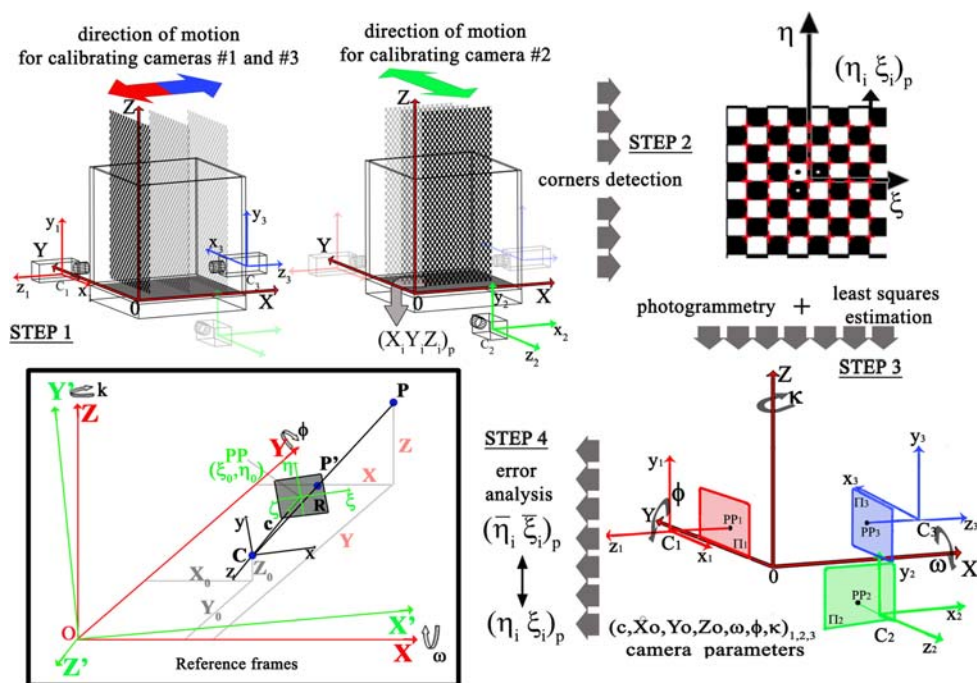 direction of motion
for calibrating cameras #1 and #3
direction of motion
for calibrating camera #2
Z
y₁
Y
z₁
C₁
x
0
X
y₃
x₃
C₃
z₃
STEP 1
Z
Y
0
X
y₂
x₂
C₂
z₂
(XᵢYᵢZᵢ)ₚ
STEP 2
corners detection
η
(ηᵢ ξᵢ)ₚ
ξ
photogrammetry + least squares
estimation
STEP 3
Y'
Z
k
P
Y
ϕ
PP
(ξ₀,η₀)
η
P'
R
ξ
ζ
c
X
Z
Y
y
C
x
z
Z₀
X₀
Y₀
O
X'
X
ω
Z'
Reference frames
STEP 4
error
analysis
(η̅ᵢ ξ̅ᵢ)ₚ
(ηᵢ ξᵢ)ₚ
Z
κ
y₁
ϕ
Y
z₁
C₁
x₁
PP₁
Π₁
0
y₃
x₃
Π₃
PP₃
C₃
z₃
ω
X
y₂
PP₂
Π₂
C₂
x₂
z₂
(c,Xo,Yo,Zo,ω,ϕ,κ)₁,₂,₃
camera parameters